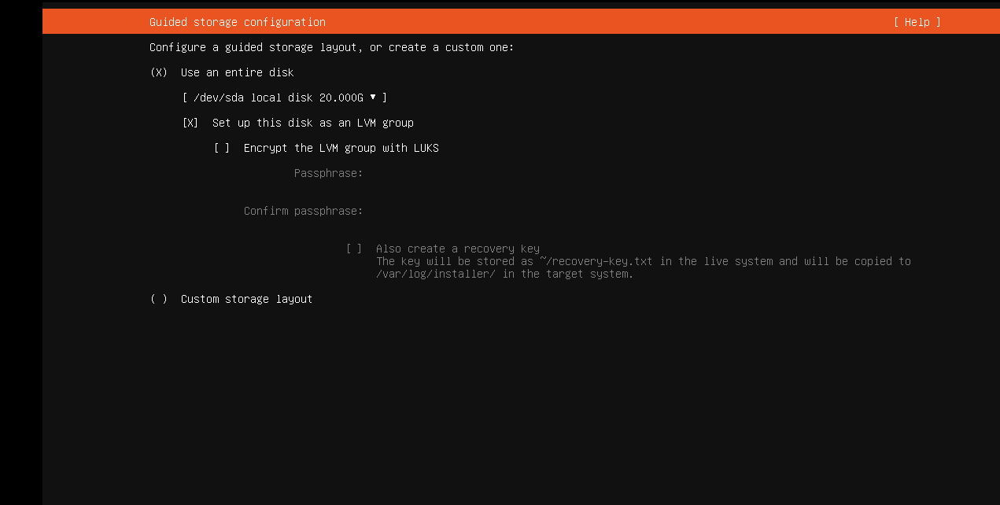 Guided storage configuration [ Help ]
Configure a guided storage layout, or create a custom one:
(X) Use an entire disk
[ /dev/sda local disk 20.000G ▾ ]
[X] Set up this disk as an LVM group
[ ] Encrypt the LVM group with LUKS
Passphrase:
Confirm passphrase:
[ ] Also create a recovery key
The key will be stored as ~/recovery-key.txt in the live system and will be copied to
/var/log/installer/ in the target system.
( ) Custom storage layout